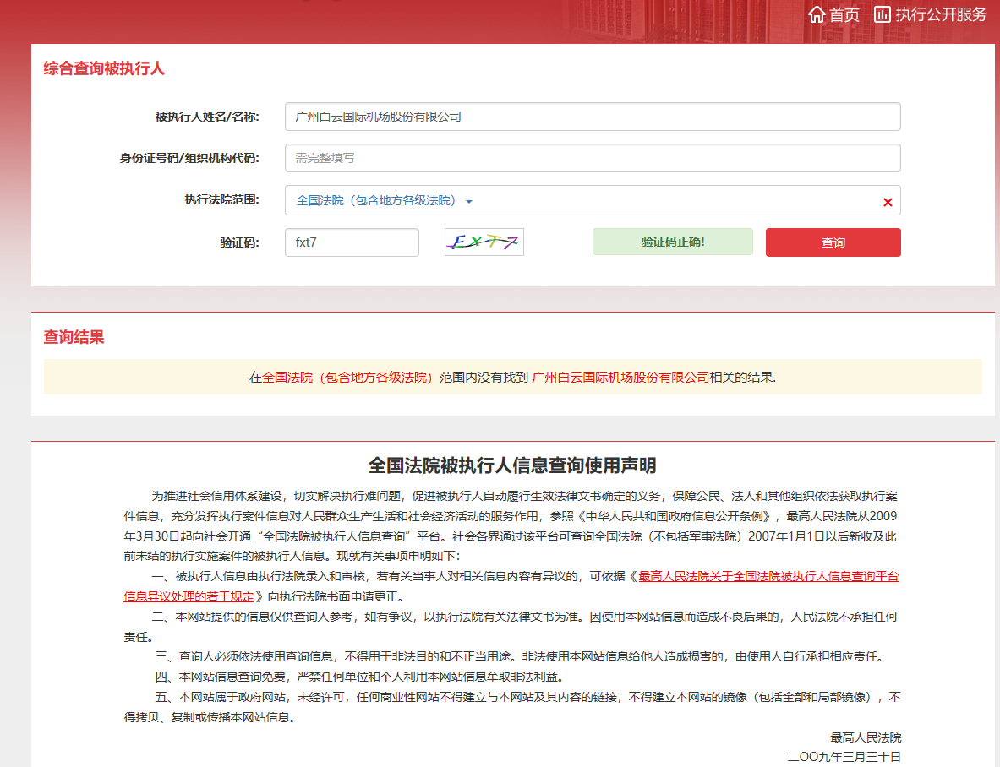 首页 执行公开服务
综合查询被执行人
被执行人姓名/名称: 广州白云国际机场股份有限公司
身份证号码/组织机构代码: 需完整填写
执行法院范围: 全国法院（包含地方各级法院）
验证码: fxt7 FXT7 验证码正确! 查询
查询结果
在全国法院（包含地方各级法院）范围内没有找到 广州白云国际机场股份有限公司相关的结果.
全国法院被执行人信息查询使用声明
为推进社会信用体系建设，切实解决执行难问题，促进被执行人自动履行生效法律文书确定的义务，保障公民、法人和其他组织依法获取执行案
件信息，充分发挥执行案件信息对人民群众生产生活和社会经济活动的服务作用，参照《中华人民共和国政府信息公开条例》，最高人民法院从2009
年3月30日起向社会开通“全国法院被执行人信息查询”平台。社会各界通过该平台可查询全国法院（不包括军事法院）2007年1月1日以后新收及此
前未结的执行实施案件的被执行人信息。现就有关事项申明如下：
一、被执行人信息由执行法院录入和审核，若有关当事人对相关信息内容有异议的，可依据《最高人民法院关于全国法院被执行人信息查询平台
信息异议处理的若干规定》向执行法院书面申请更正。
二、本网站提供的信息仅供查询人参考，如有争议，以执行法院有关法律文书为准。因使用本网站信息而造成不良后果的，人民法院不承担任何
责任。
三、查询人必须依法使用查询信息，不得用于非法目的和不正当用途。非法使用本网站信息给他人造成损害的，由使用人自行承担相应责任。
四、本网站信息查询免费，严禁任何单位和个人利用本网站信息牟取非法利益。
五、本网站属于政府网站，未经许可，任何商业性网站不得建立与本网站及其内容的链接，不得建立本网站的镜像（包括全部和局部镜像），不
得拷贝、复制或传播本网站信息。
最高人民法院
二OO九年三月三十日